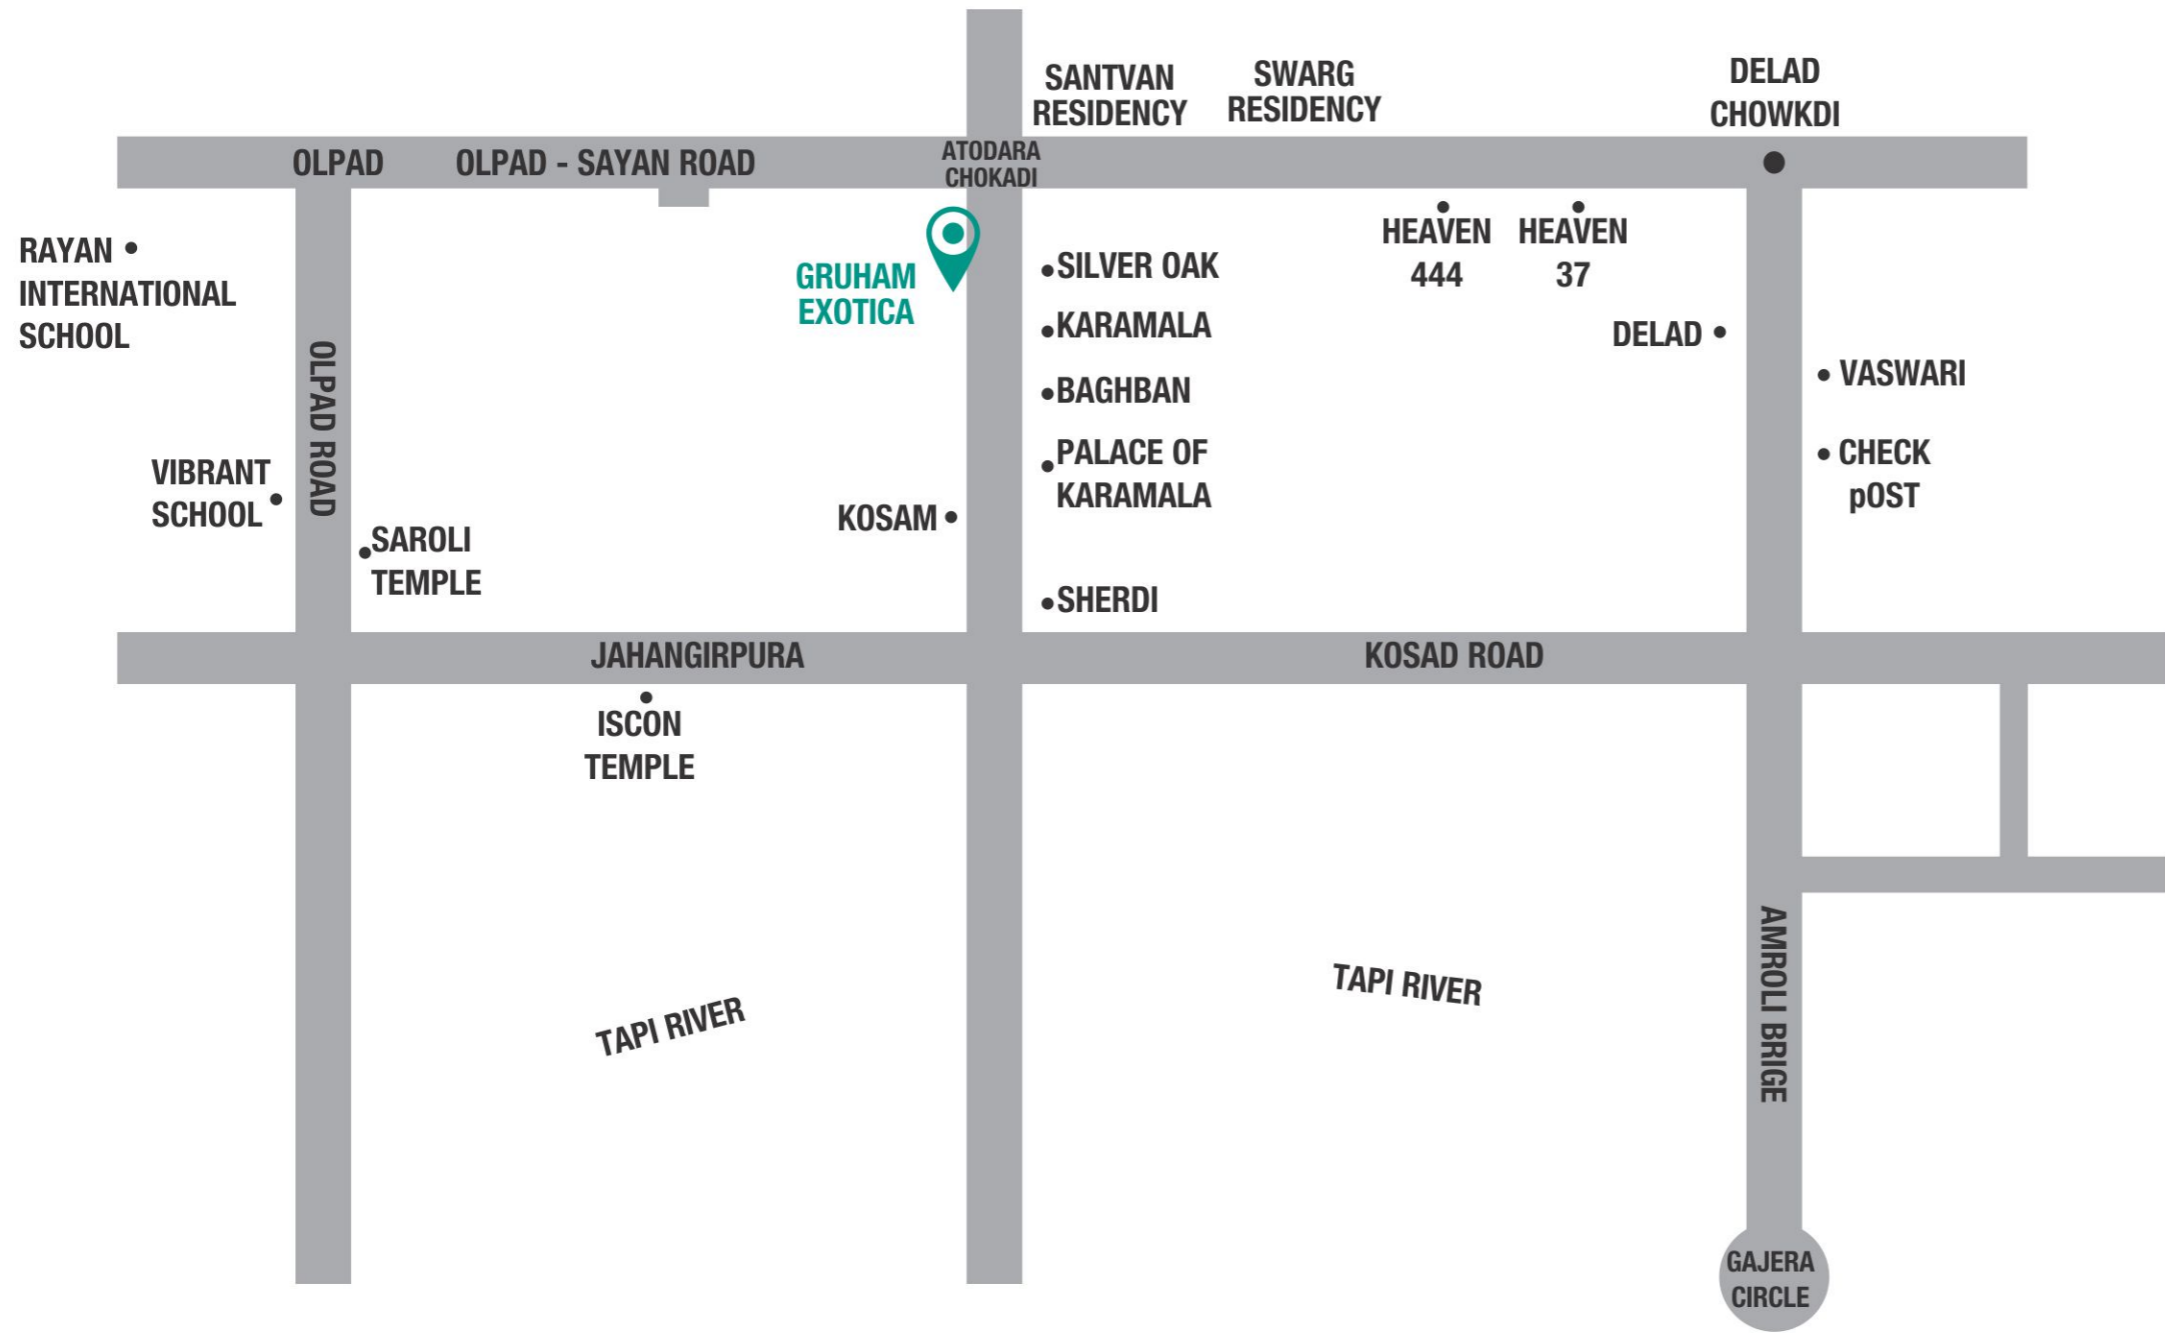 SANTVAN
RESIDENCY
SWARG
RESIDENCY
DELAD
CHOWKDI
OLPAD
OLPAD - SAYAN ROAD
ATODARA
CHOKADI
RAYAN
INTERNATIONAL
SCHOOL
GRUHAM
EXOTICA
SILVER OAK
KARAMALA
BAGHBAN
PALACE OF
KARAMALA
HEAVEN
444
HEAVEN
37
DELAD
VASWARI
CHECK
pOST
OLPAD ROAD
VIBRANT
SCHOOL
SAROLI
TEMPLE
KOSAM
SHERDI
JAHANGIRPURA
KOSAD ROAD
ISCON
TEMPLE
TAPI RIVER
TAPI RIVER
AMROLI BRIGE
GAJERA
CIRCLE